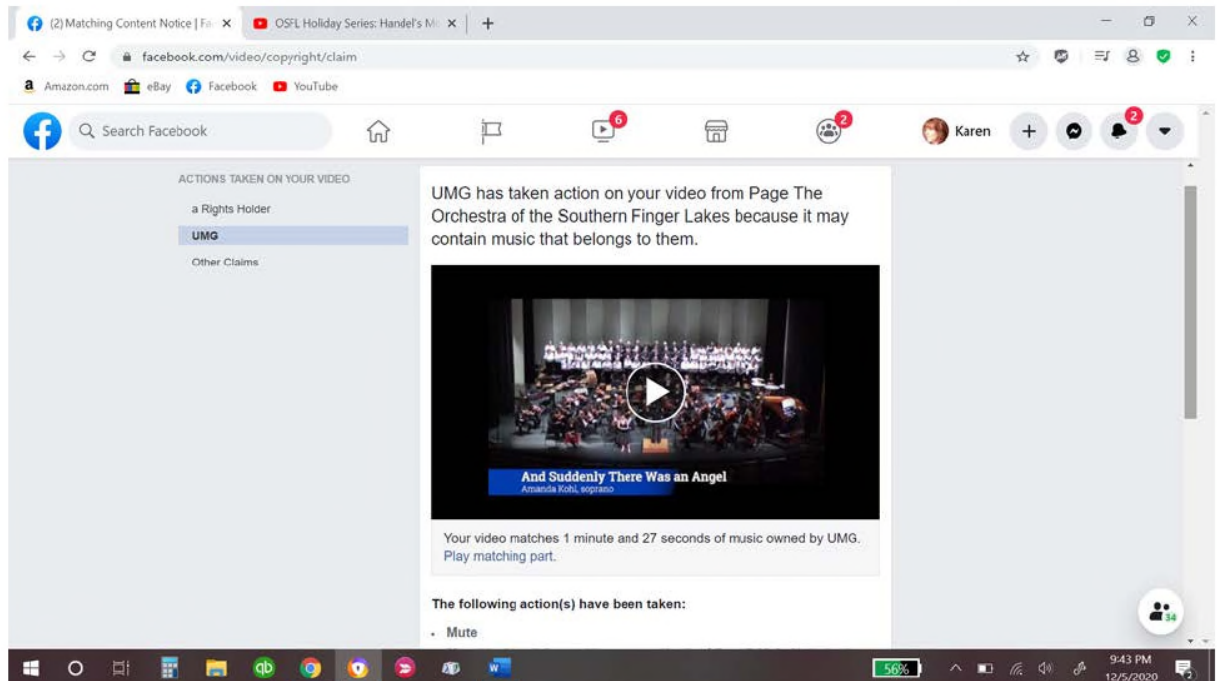 (2) Matching Content Notice | Fa
OSFL Holiday Series: Handel's Me
facebook.com/video/copyright/claim
Amazon.com eBay Facebook YouTube
Search Facebook
6
2
Karen
2
ACTIONS TAKEN ON YOUR VIDEO
a Rights Holder
UMG
Other Claims
UMG has taken action on your video from Page The
Orchestra of the Southern Finger Lakes because it may
contain music that belongs to them.
And Suddenly There Was an Angel
Amanda Kohl, soprano
Your video matches 1 minute and 27 seconds of music owned by UMG.
Play matching part.
The following action(s) have been taken:
Mute
34
56%
9:43 PM
12/5/2020